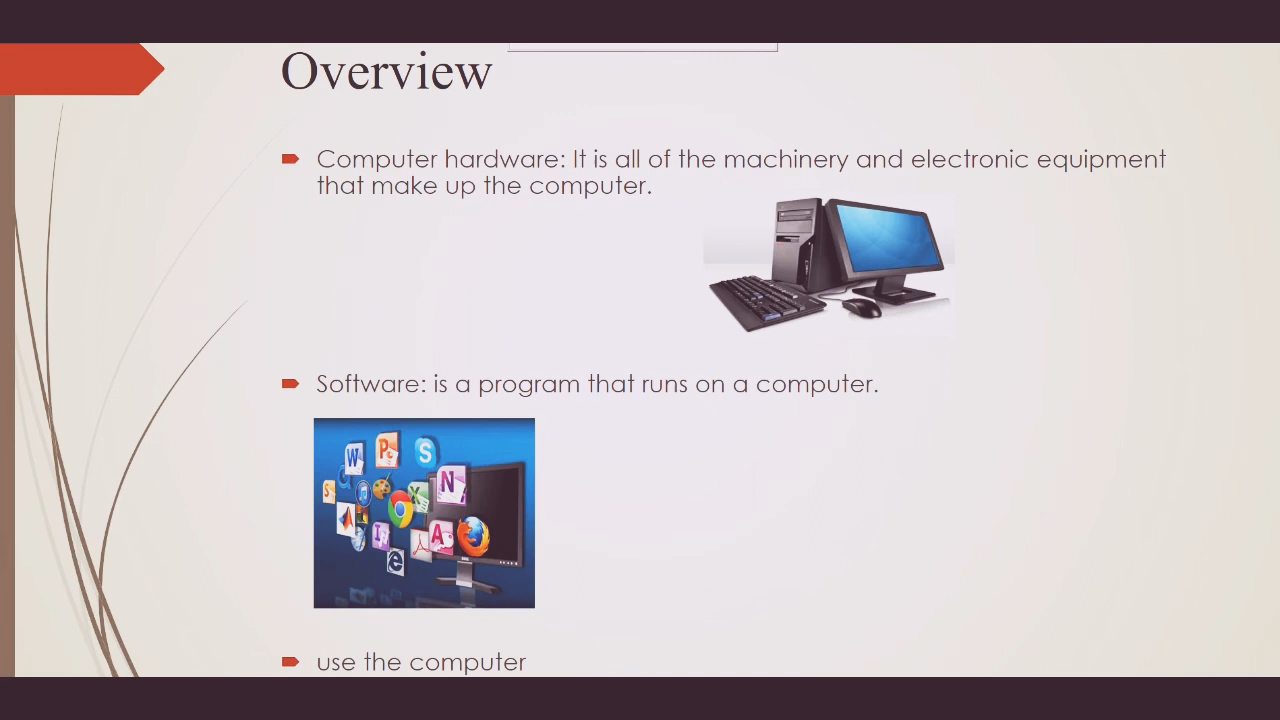 Overview
Computer hardware: It is all of the machinery and electronic equipment
that make up the computer.
Software: is a program that runs on a computer.
W
P
S
S
X
N
I
A
e
use the computer